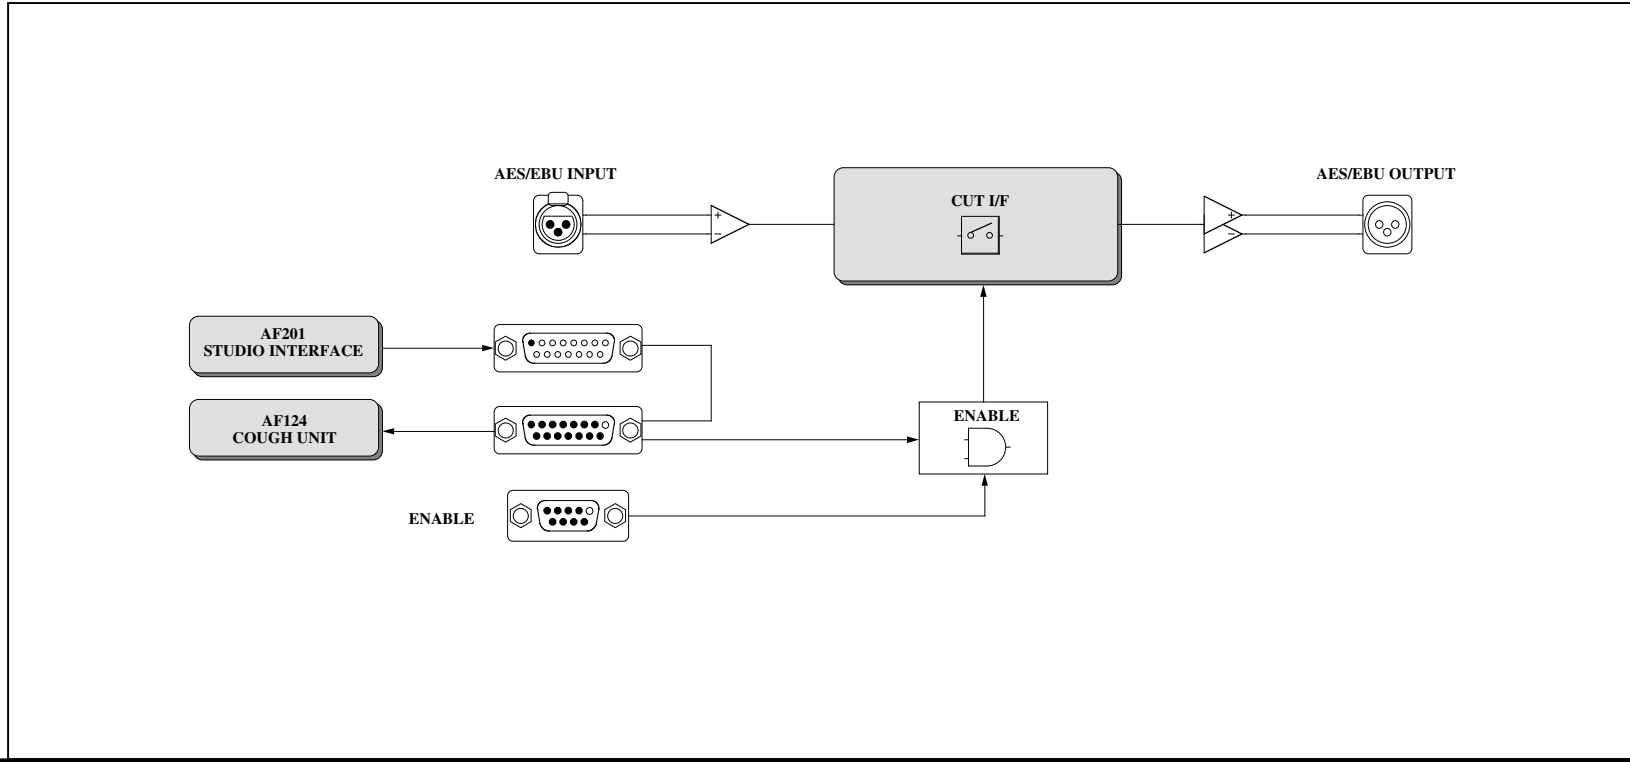 AES/EBU INPUT
AES/EBU OUTPUT
CUT I/F
+
−
+
−
AF201
STUDIO INTERFACE
AF124
COUGH UNIT
ENABLE
ENABLE